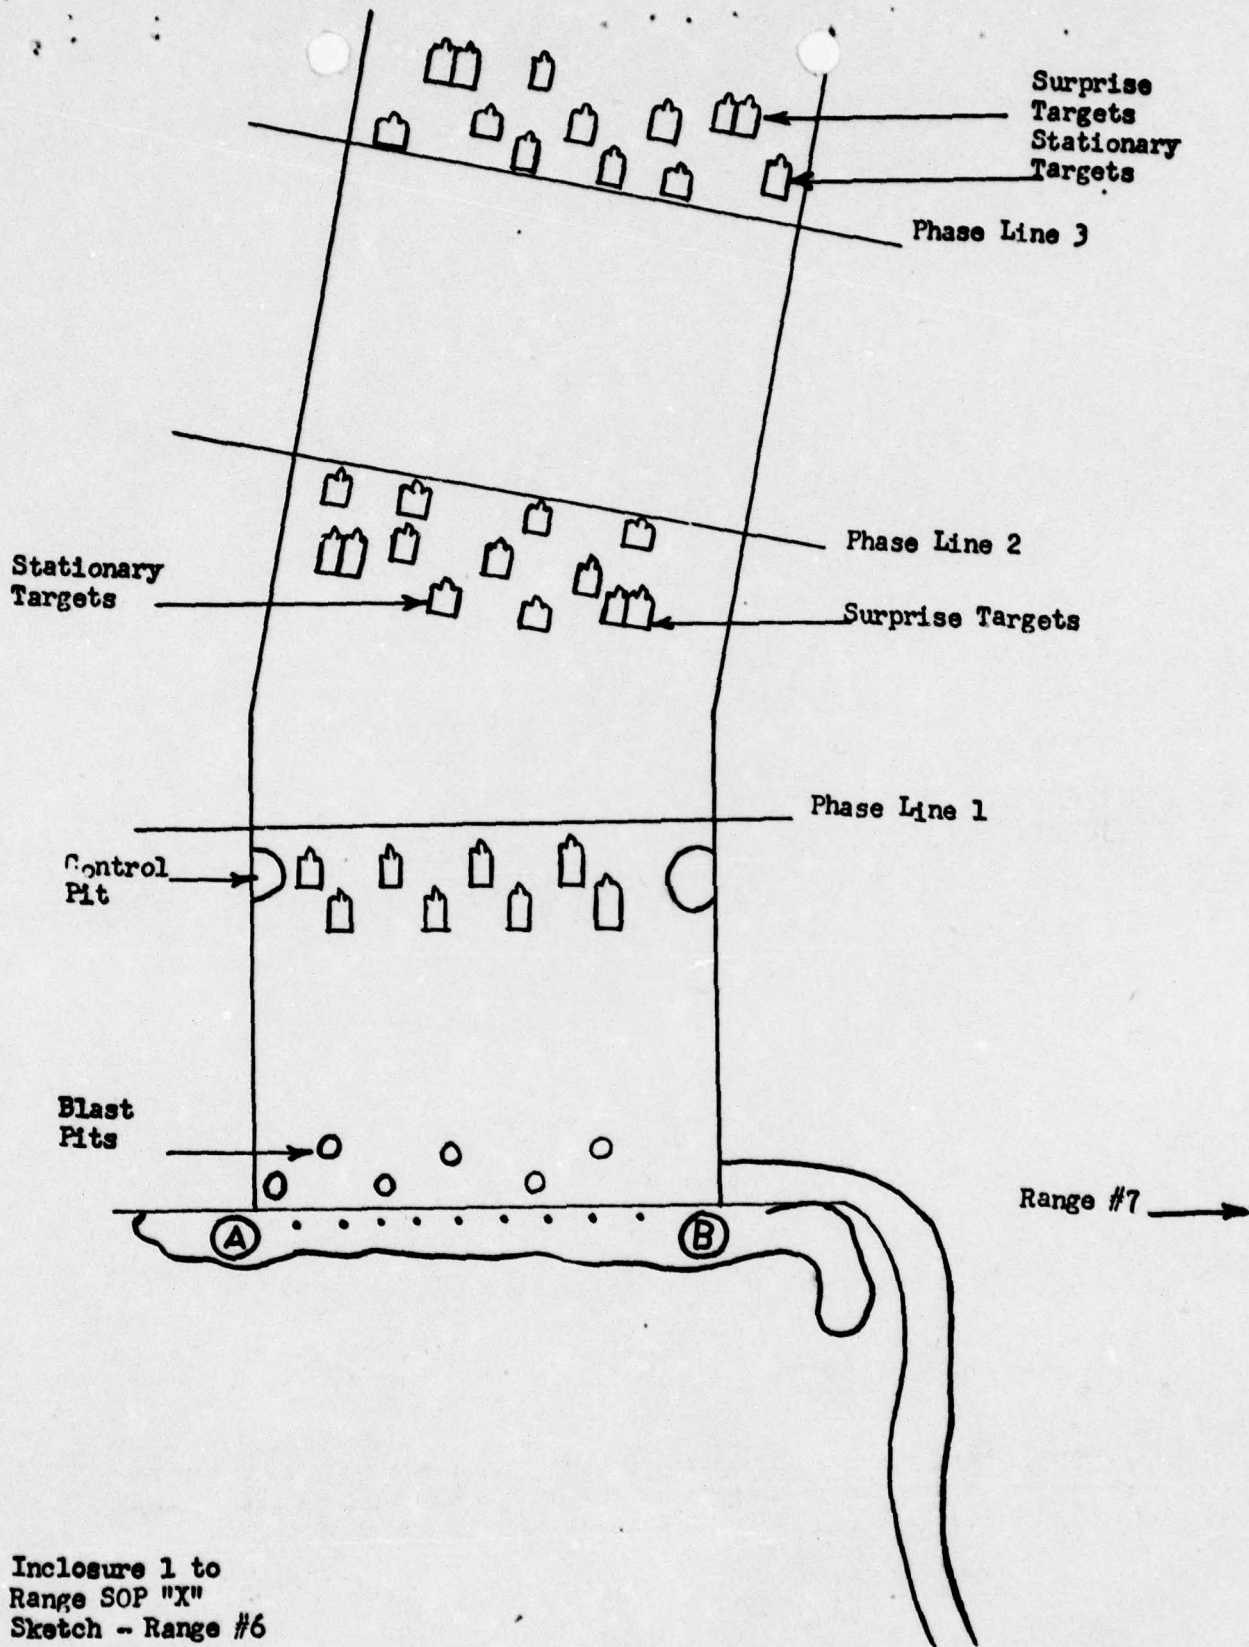 Surprise
Targets
Stationary
Targets
Phase Line 3
Phase Line 2
Stationary
Targets
Surprise Targets
Phase Line 1
Control
Pit
Blast
Pits
Range #7
A
B
Inclosure 1 to
Range SOP "X"
Sketch - Range #6